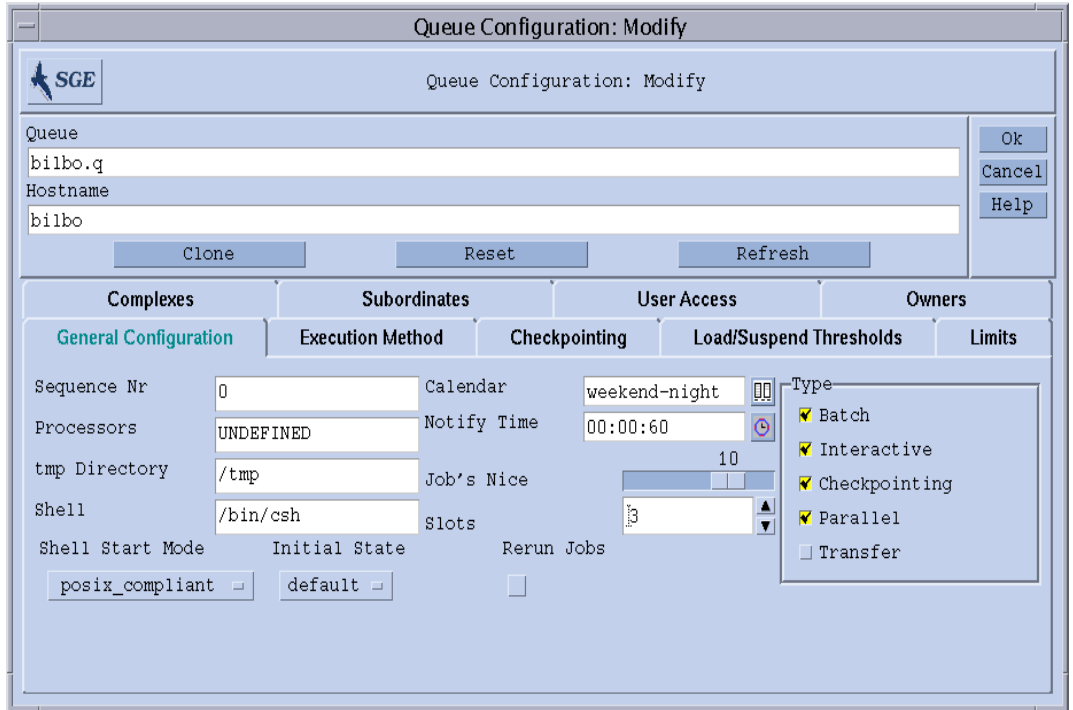 Queue Configuration: Modify
SGE
Queue Configuration: Modify
Queue
bilbo.q
Hostname
bilbo
Clone Reset Refresh
Ok
Cancel
Help
Complexes Subordinates User Access Owners
General Configuration Execution Method Checkpointing Load/Suspend Thresholds Limits
Sequence Nr 0
Processors UNDEFINED
tmp Directory /tmp
Shell /bin/csh
Calendar weekend-night
Notify Time 00:00:60
Job's Nice 10
Slots 3
Type
Batch
Interactive
Checkpointing
Parallel
Transfer
Shell Start Mode Initial State Rerun Jobs
posix_compliant default